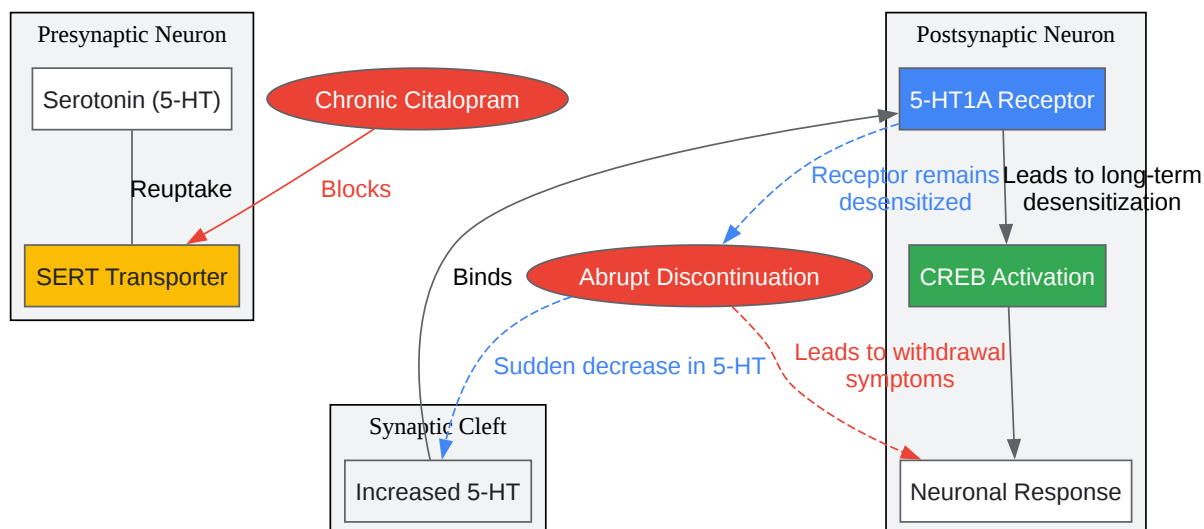 Presynaptic Neuron
Postsynaptic Neuron
Serotonin (5-HT)
Chronic Citalopram
5-HT1A Receptor
Reuptake
Blocks
Receptor remains
desensitized
Leads to long-term
desensitization
SERT Transporter
Binds
Abrupt Discontinuation
CREB Activation
Sudden decrease in 5-HT
Leads to withdrawal
symptoms
Synaptic Cleft
Increased 5-HT
Neuronal Response